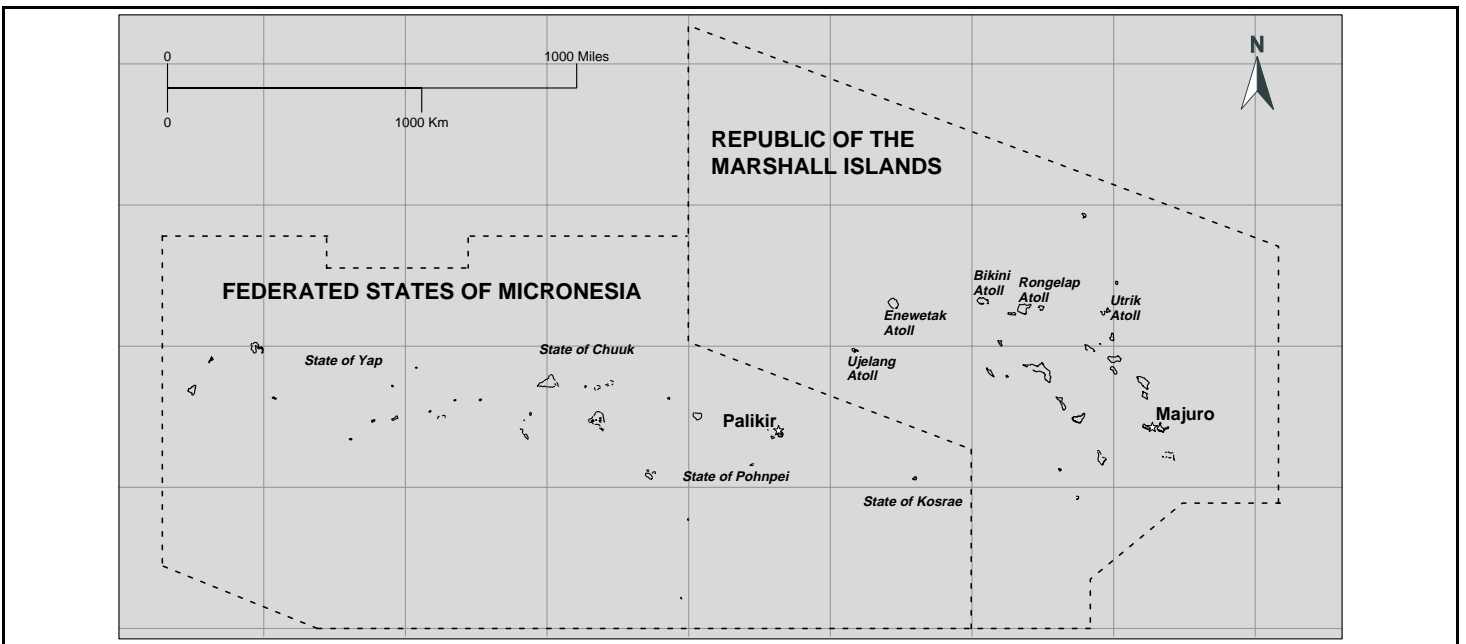 0
1000 Miles
0
1000 Km
N
REPUBLIC OF THE
MARSHALL ISLANDS
FEDERATED STATES OF MICRONESIA
Bikini
Atoll
Rongelap
Atoll
Enewetak
Atoll
Utrik
Atoll
Ujelang
Atoll
State of Yap
State of Chuuk
Palikir
Majuro
State of Pohnpei
State of Kosrae